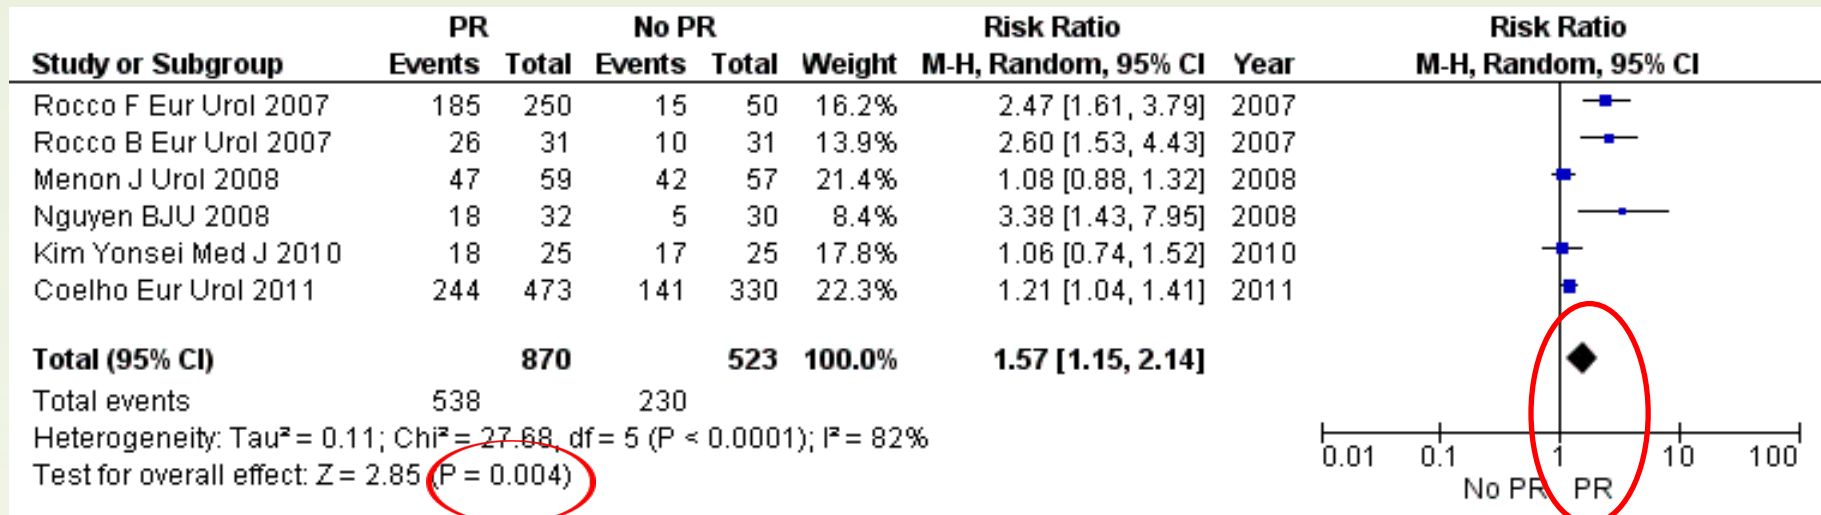 PR No PR Risk Ratio Risk Ratio
Study or Subgroup Events Total Events Total Weight M-H, Random, 95% CI Year M-H, Random, 95% CI
Rocco F Eur Urol 2007 185 250 15 50 16.2% 2.47 [1.61, 3.79] 2007
Rocco B Eur Urol 2007 26 31 10 31 13.9% 2.60 [1.53, 4.43] 2007
Menon J Urol 2008 47 59 42 57 21.4% 1.08 [0.88, 1.32] 2008
Nguyen BJU 2008 18 32 5 30 8.4% 3.38 [1.43, 7.95] 2008
Kim Yonsei Med J 2010 18 25 17 25 17.8% 1.06 [0.74, 1.52] 2010
Coelho Eur Urol 2011 244 473 141 330 22.3% 1.21 [1.04, 1.41] 2011
Total (95% CI) 870 523 100.0% 1.57 [1.15, 2.14]
Total events 538 230
Heterogeneity: Tau² = 0.11; Chi² = 27.68, df = 5 (P < 0.0001); I² = 82%
Test for overall effect: Z = 2.85 (P = 0.004)
0.01 0.1 1 10 100
No PR PR